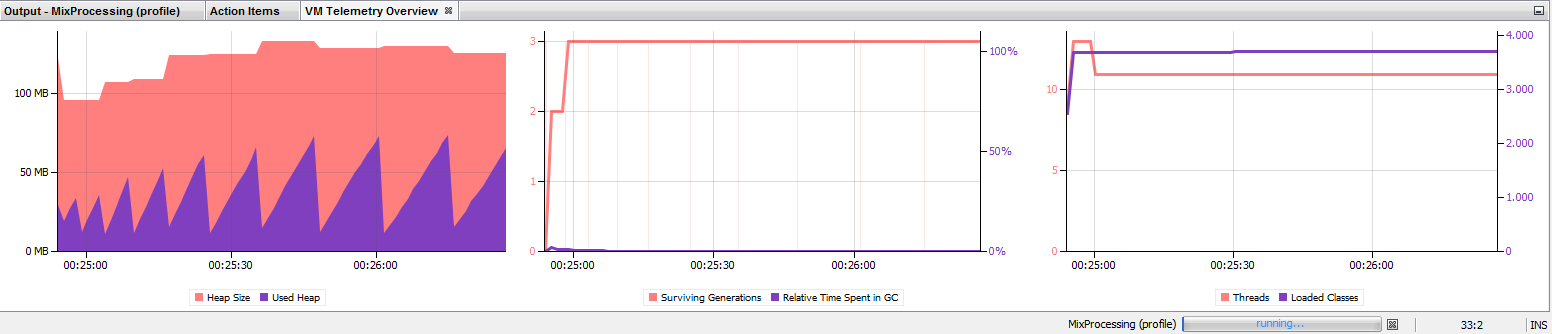 Output - MixProcessing (profile) Action Items VM Telemetry Overview
100 MB
50 MB
0 MB
00:25:00 00:25:30 00:26:00
Heap Size Used Heap
3
2
1
0
100%
50%
0%
00:25:00 00:25:30 00:26:00
Surviving Generations Relative Time Spent in GC
10
5
0
4.000
3.000
2.000
1.000
0
00:25:00 00:25:30 00:26:00
Threads Loaded Classes
MixProcessing (profile) running... 33:2 INS